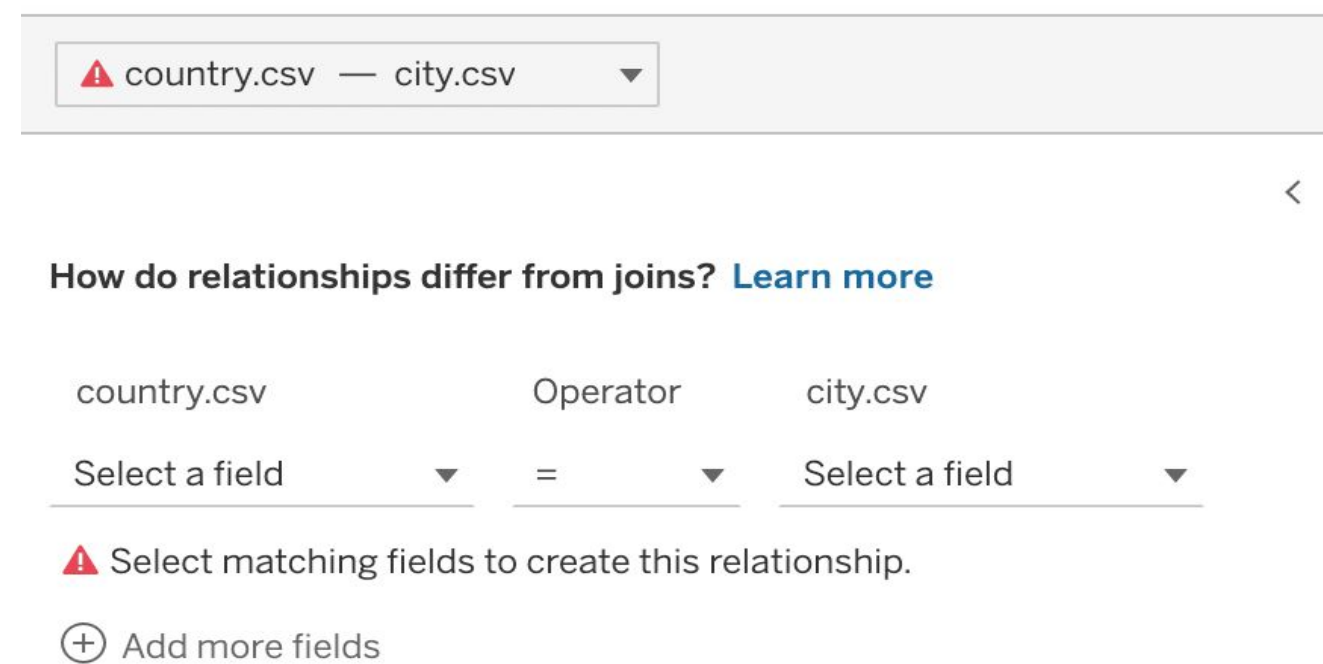 country.csv — city.csv
How do relationships differ from joins? Learn more
country.csv Operator city.csv
Select a field = Select a field
Select matching fields to create this relationship.
Add more fields